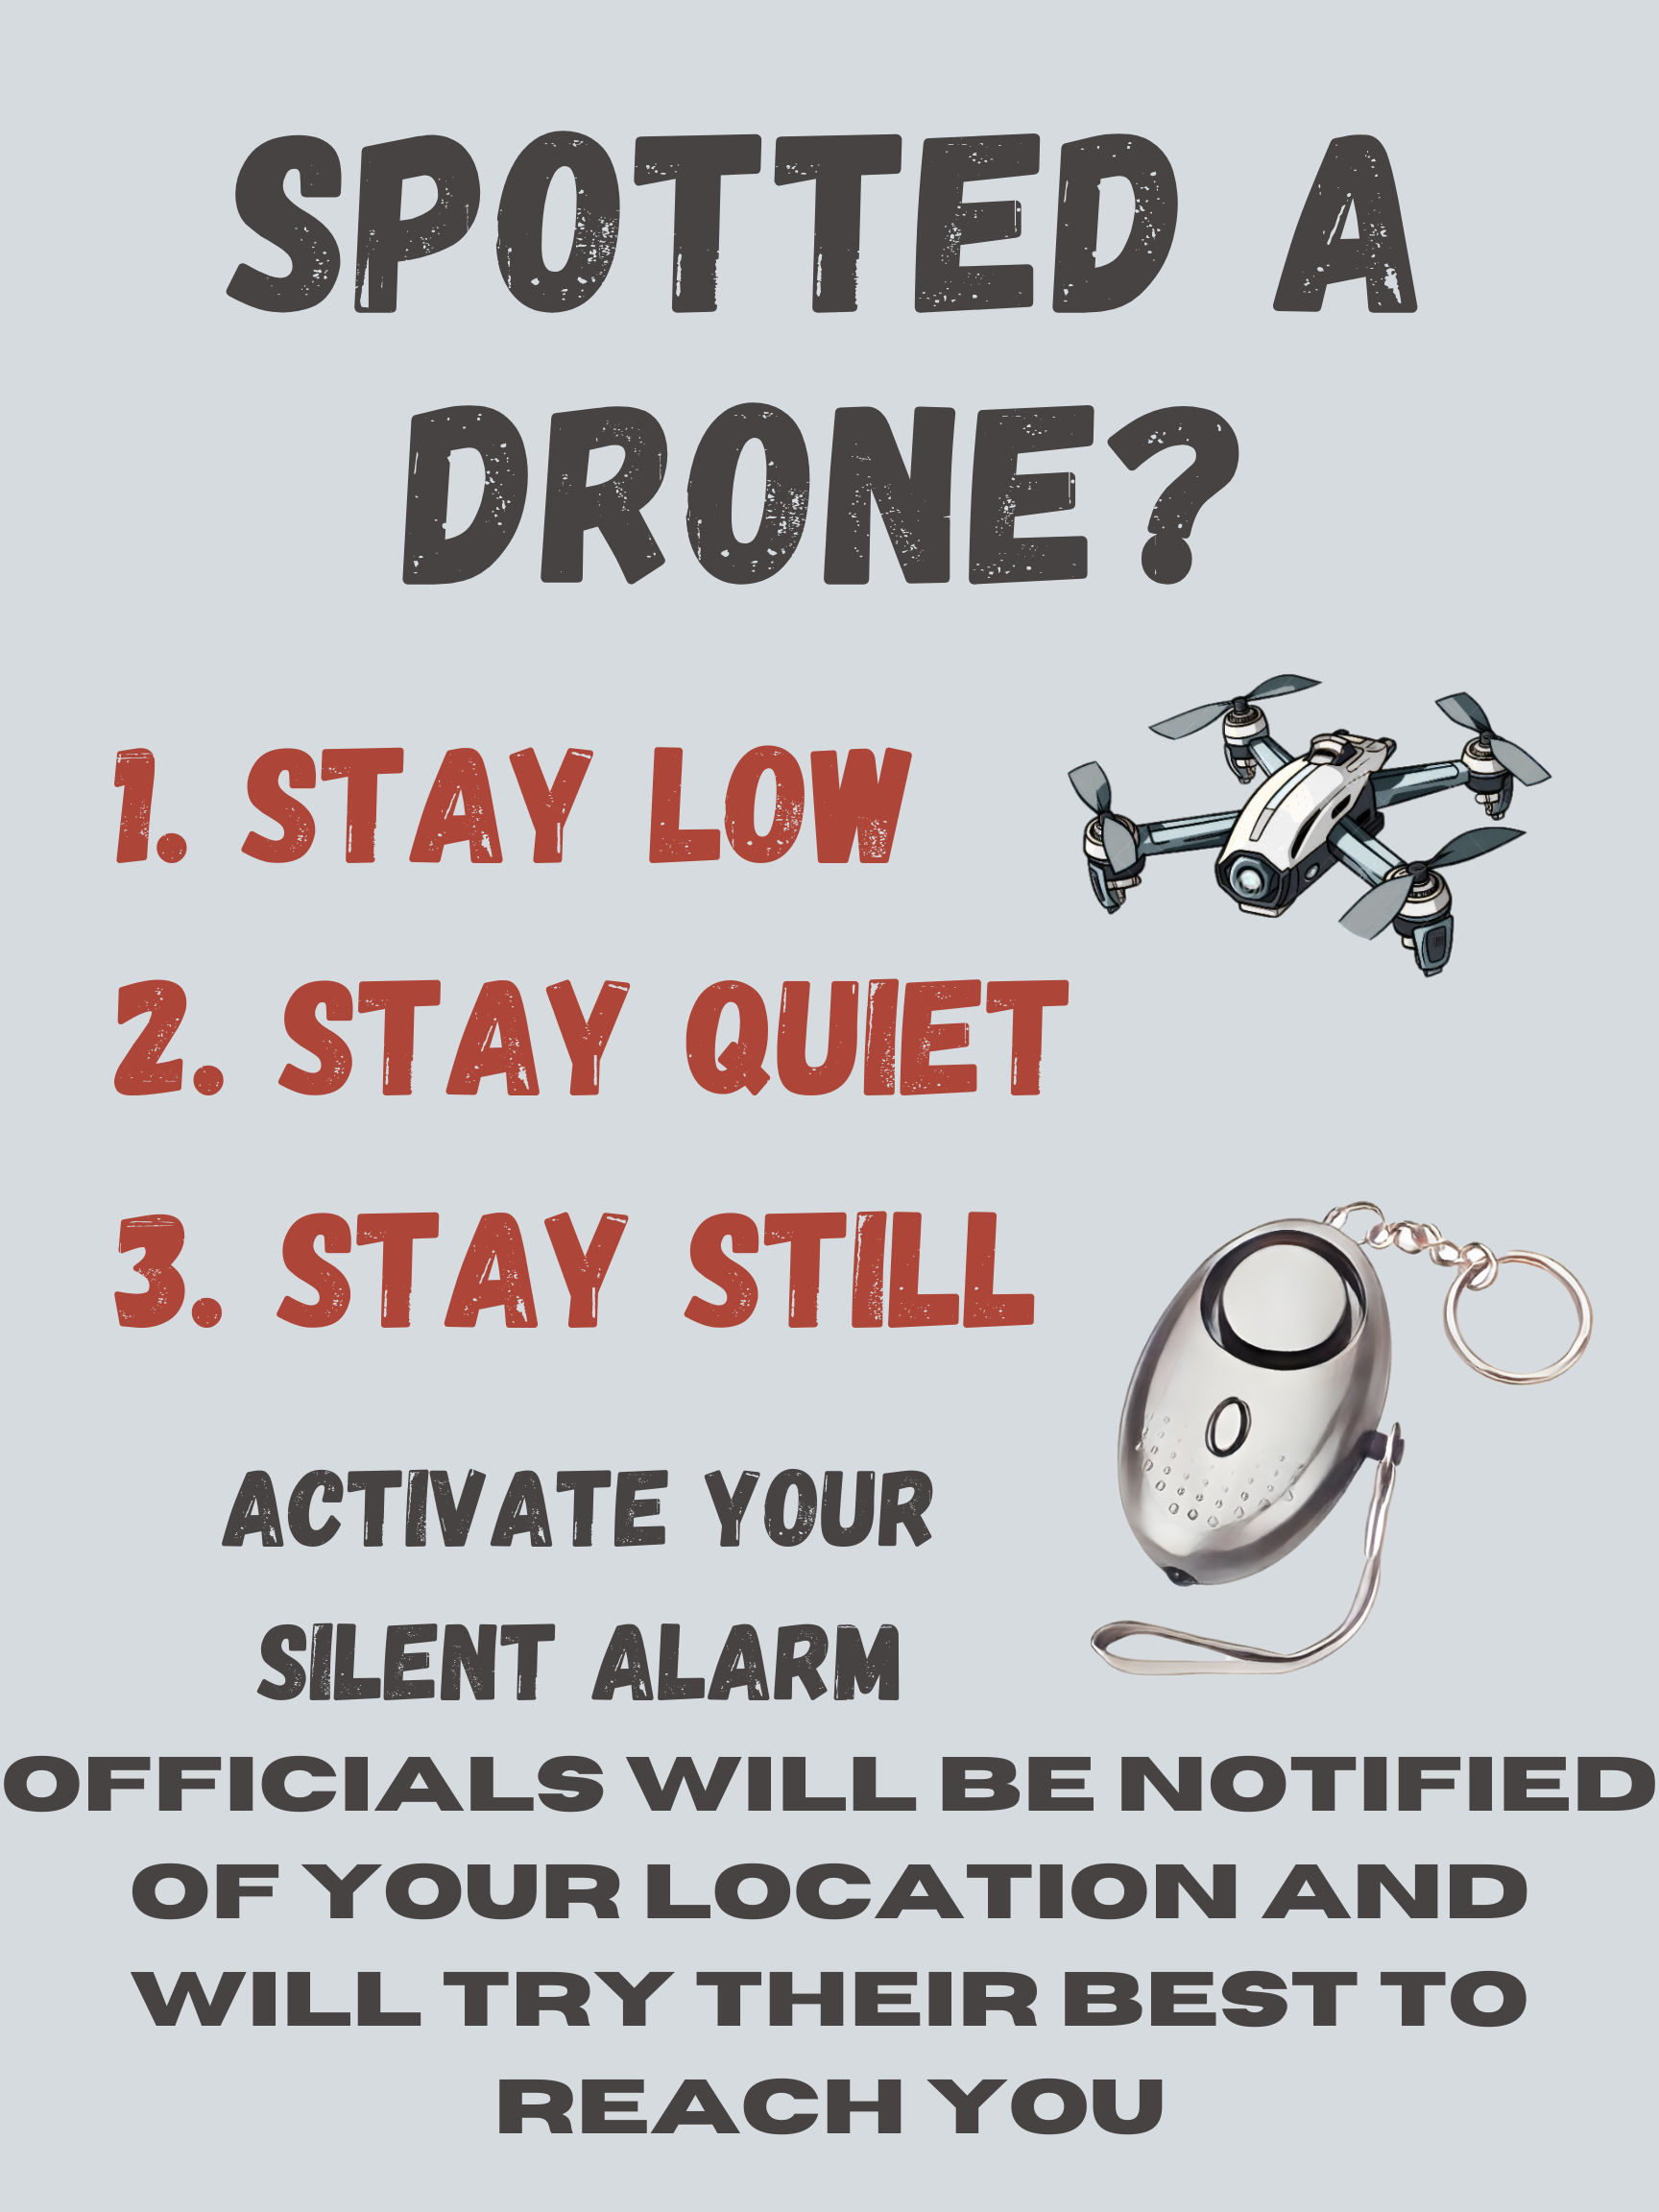 SPOTTED A
DRONE?
1. STAY LOW
2. STAY QUIET
3. STAY STILL
ACTIVATE YOUR
SILENT ALARM
OFFICIALS WILL BE NOTIFIED
OF YOUR LOCATION AND
WILL TRY THEIR BEST TO
REACH YOU